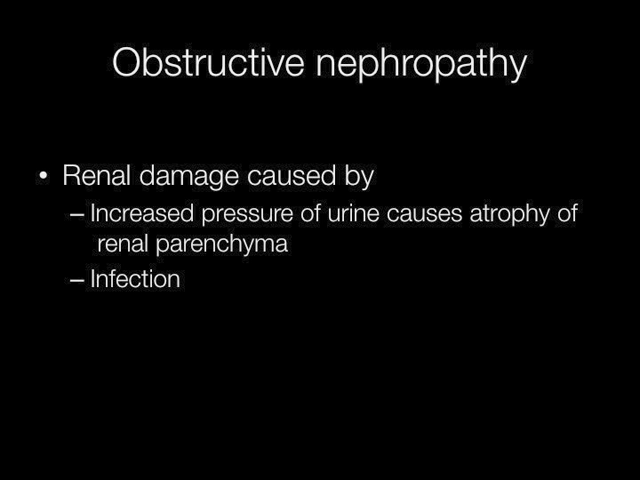 Obstructive nephropathy
• Renal damage caused by
– Increased pressure of urine causes atrophy of
renal parenchyma
– Infection